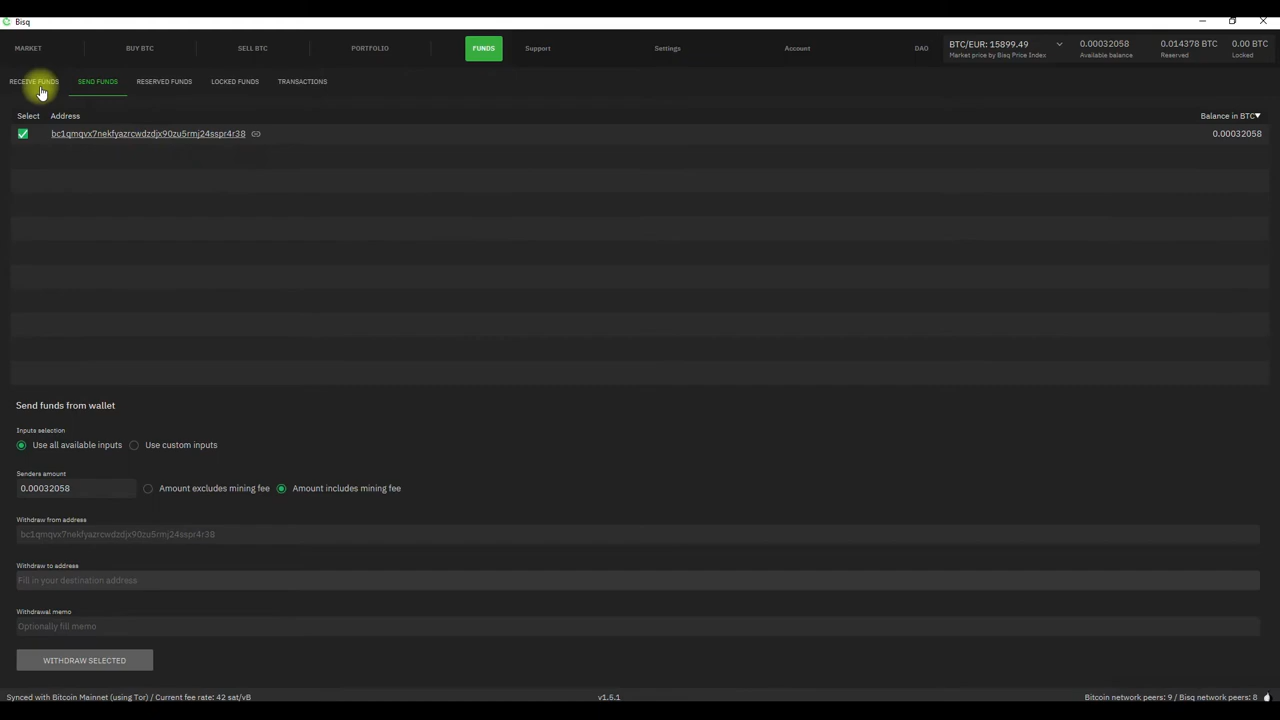 Bisq
MARKET BUY BTC SELL BTC PORTFOLIO FUNDS Support Settings Account DAO
BTC/EUR: 15899.49 0.00032058 0.014378 BTC 0.00 BTC
Market price by Bisq Price Index Available balance Reserved Locked
RECEIVE FUNDS SEND FUNDS RESERVED FUNDS LOCKED FUNDS TRANSACTIONS
Select Address Balance in BTC
bc1qmqvx7nekfyazrcwdzdjx90zu5rmj24sspr4r38 0.00032058
Send funds from wallet
Inputs selection
Use all available inputs Use custom inputs
Senders amount
0.00032058 Amount excludes mining fee Amount includes mining fee
Withdraw from address
bc1qmqvx7nekfyazrcwdzdjx90zu5rmj24sspr4r38
Withdraw to address
Fill in your destination address
Withdrawal memo
Optionally fill memo
WITHDRAW SELECTED
Synced with Bitcoin Mainnet (using Tor) / Current fee rate: 42 sat/vB v1.5.1 Bitcoin network peers: 9 / Bisq network peers: 8